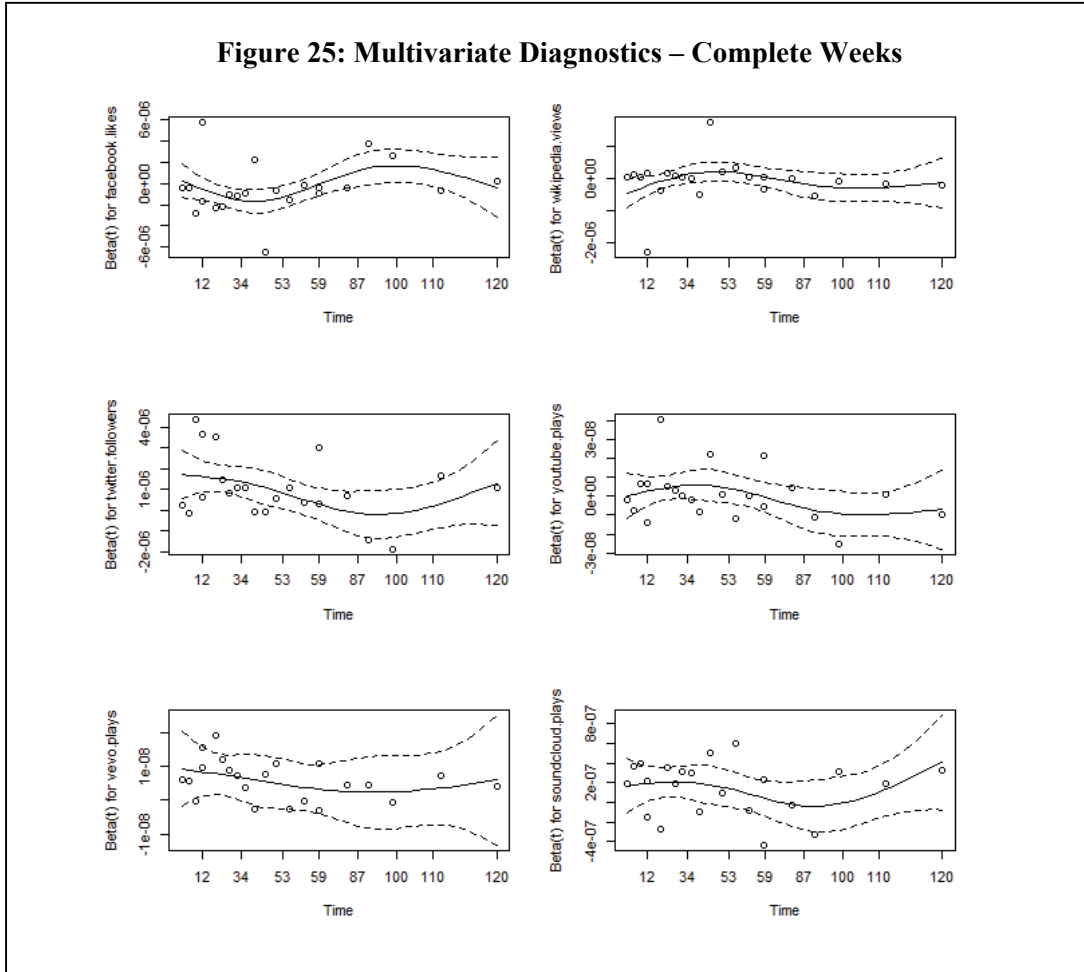 Figure 25: Multivariate Diagnostics – Complete Weeks
Beta(t) for facebook.likes
6e-06
0e+00
-6e-06
12 34 53 59 87 100 110 120
Time
Beta(t) for wikipedia.views
0e+00
-2e-06
12 34 53 59 87 100 110 120
Time
Beta(t) for twitter.followers
4e-06
1e-06
-2e-06
12 34 53 59 87 100 110 120
Time
Beta(t) for youtube.plays
3e-08
0e+00
-3e-08
12 34 53 59 87 100 110 120
Time
Beta(t) for vevo.plays
1e-08
-1e-08
12 34 53 59 87 100 110 120
Time
Beta(t) for soundcloud.plays
8e-07
2e-07
-4e-07
12 34 53 59 87 100 110 120
Time